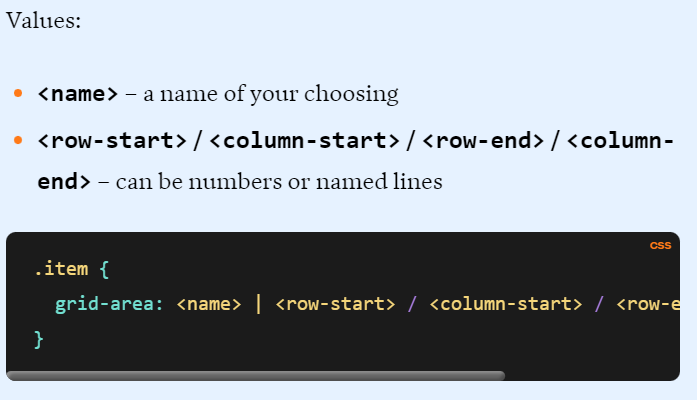 Values:
<name> – a name of your choosing
<row-start> / <column-start> / <row-end> / <column-
end> – can be numbers or named lines
css
.item {
grid-area: <name> | <row-start> / <column-start> / <row-e
}